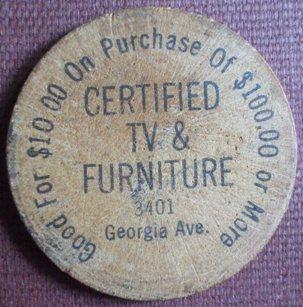 Good For $10.00 On Purchase Of $100.00 or More
CERTIFIED
TV &
FURNITURE
3401
Georgia Ave.